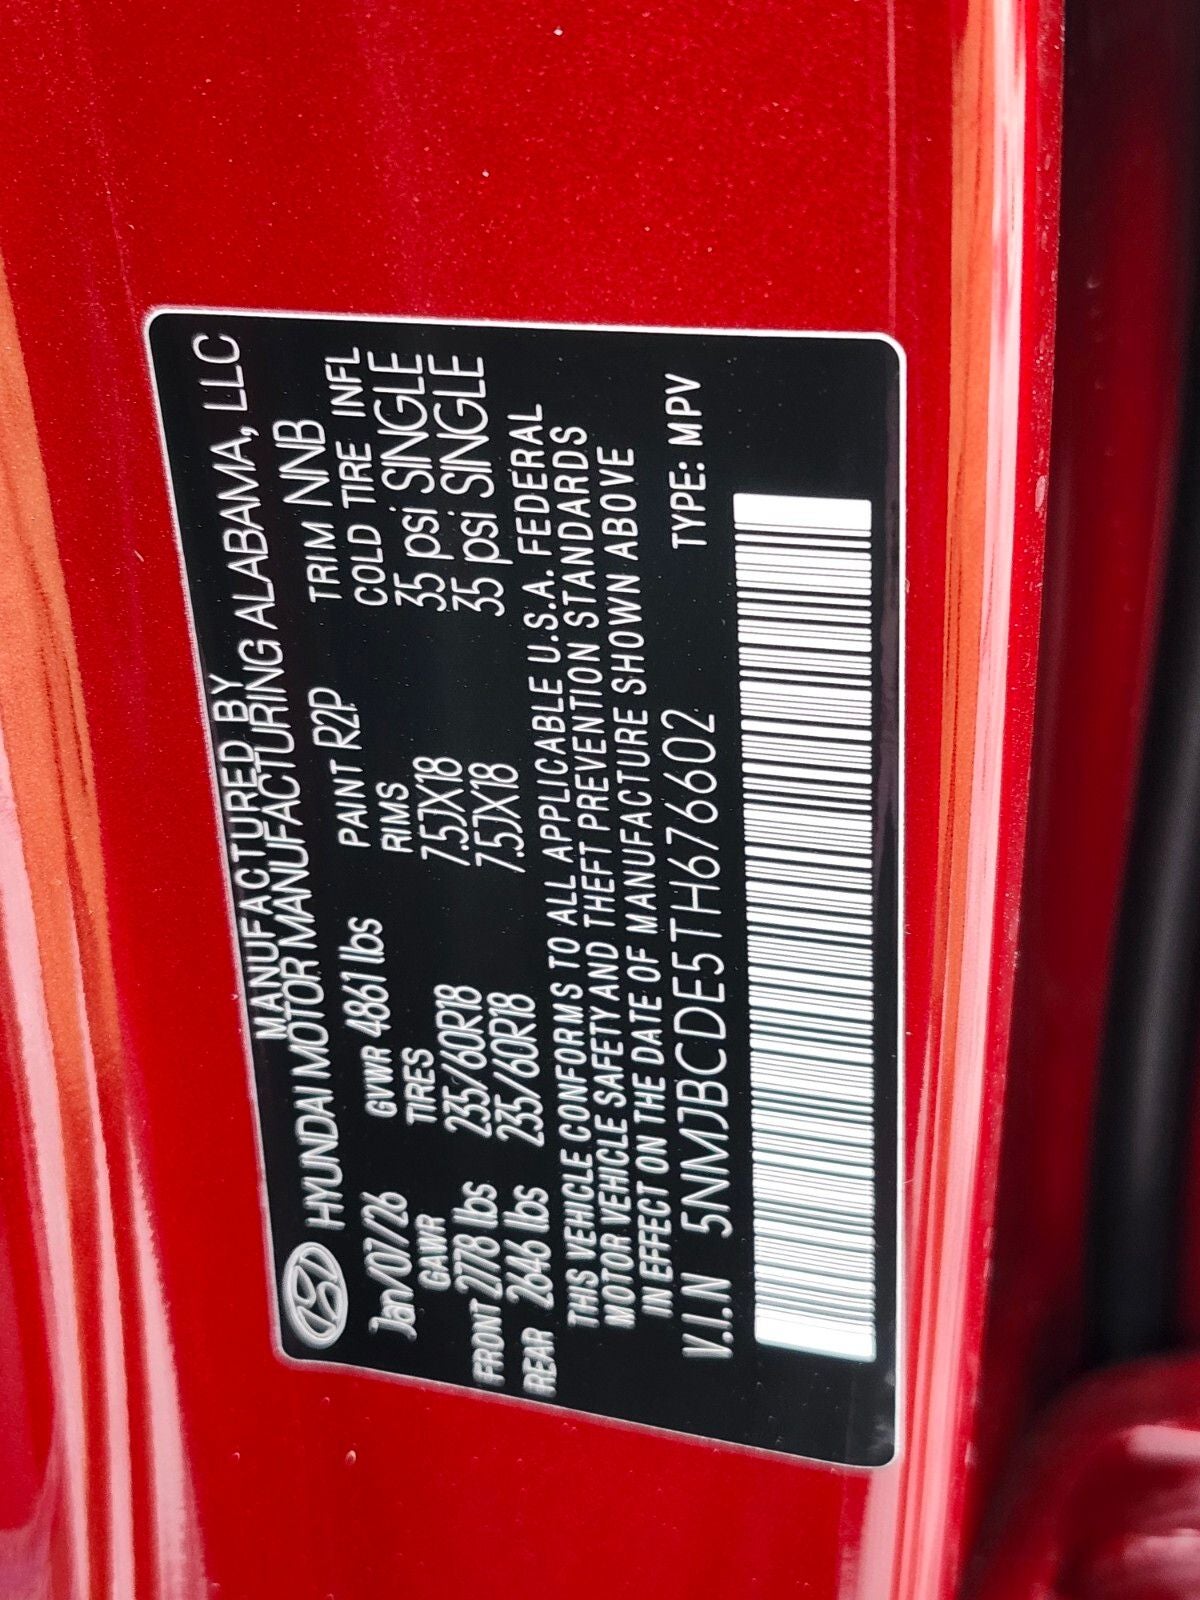 MANUFACTURED BY
HYUNDAI MOTOR MANUFACTURING ALABAMA, LLC
Jan/07/26 GVWR 4861 lbs PAINT R2P TRIM NNB
GAWR TIRES RIMS COLD TIRE INFL
FRONT 2778 lbs 235/60R18 7.5JX18 35 psi SINGLE
REAR 2646 lbs 235/60R18 7.5JX18 35 psi SINGLE
THIS VEHICLE CONFORMS TO ALL APPLICABLE U.S.A. FEDERAL
MOTOR VEHICLE SAFETY AND THEFT PREVENTION STANDARDS
IN EFFECT ON THE DATE OF MANUFACTURE SHOWN ABOVE
V.I.N 5NMJBCDE5TH676602 TYPE: MPV